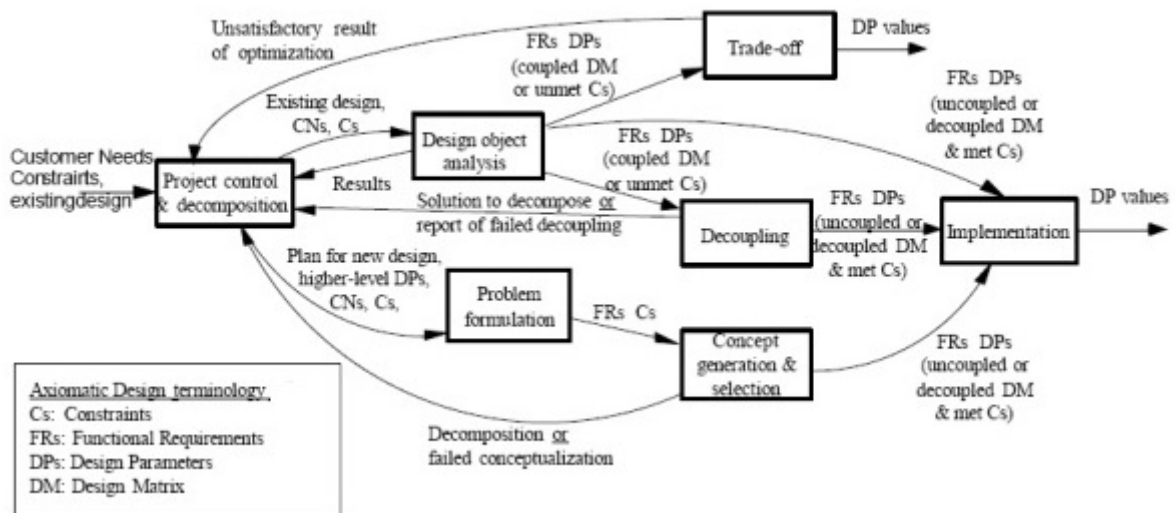 Unsatisfactory result
of optimization
FRs DPs
(coupled DM
or unmet Cs)
Trade-off
DP values
Existing design,
CNs, Cs
Design object
analysis
FRs DPs
(coupled DM
or unmet Cs)
FRs DPs
(uncoupled or
decoupled DM
& met Cs)
Customer Needs
Constrairts,
existingdesign
Project control
& decomposition
Results
Solution to decompose or
report of failed decoupling
Decoupling
FRs DPs
(uncoupled or
decoupled DM
& met Cs)
Implementation
DP values
Plan for new design,
higher-level DPs,
CNs, Cs,
Problem
formulation
FRs Cs
Concept
generation &
selection
FRs DPs
(uncoupled or
decoupled DM
& met Cs)
Decomposition or
failed conceptualization
Axiomatic Design terminology
Cs: Constraints
FRs: Functional Requirements
DPs: Design Parameters
DM: Design Matrix